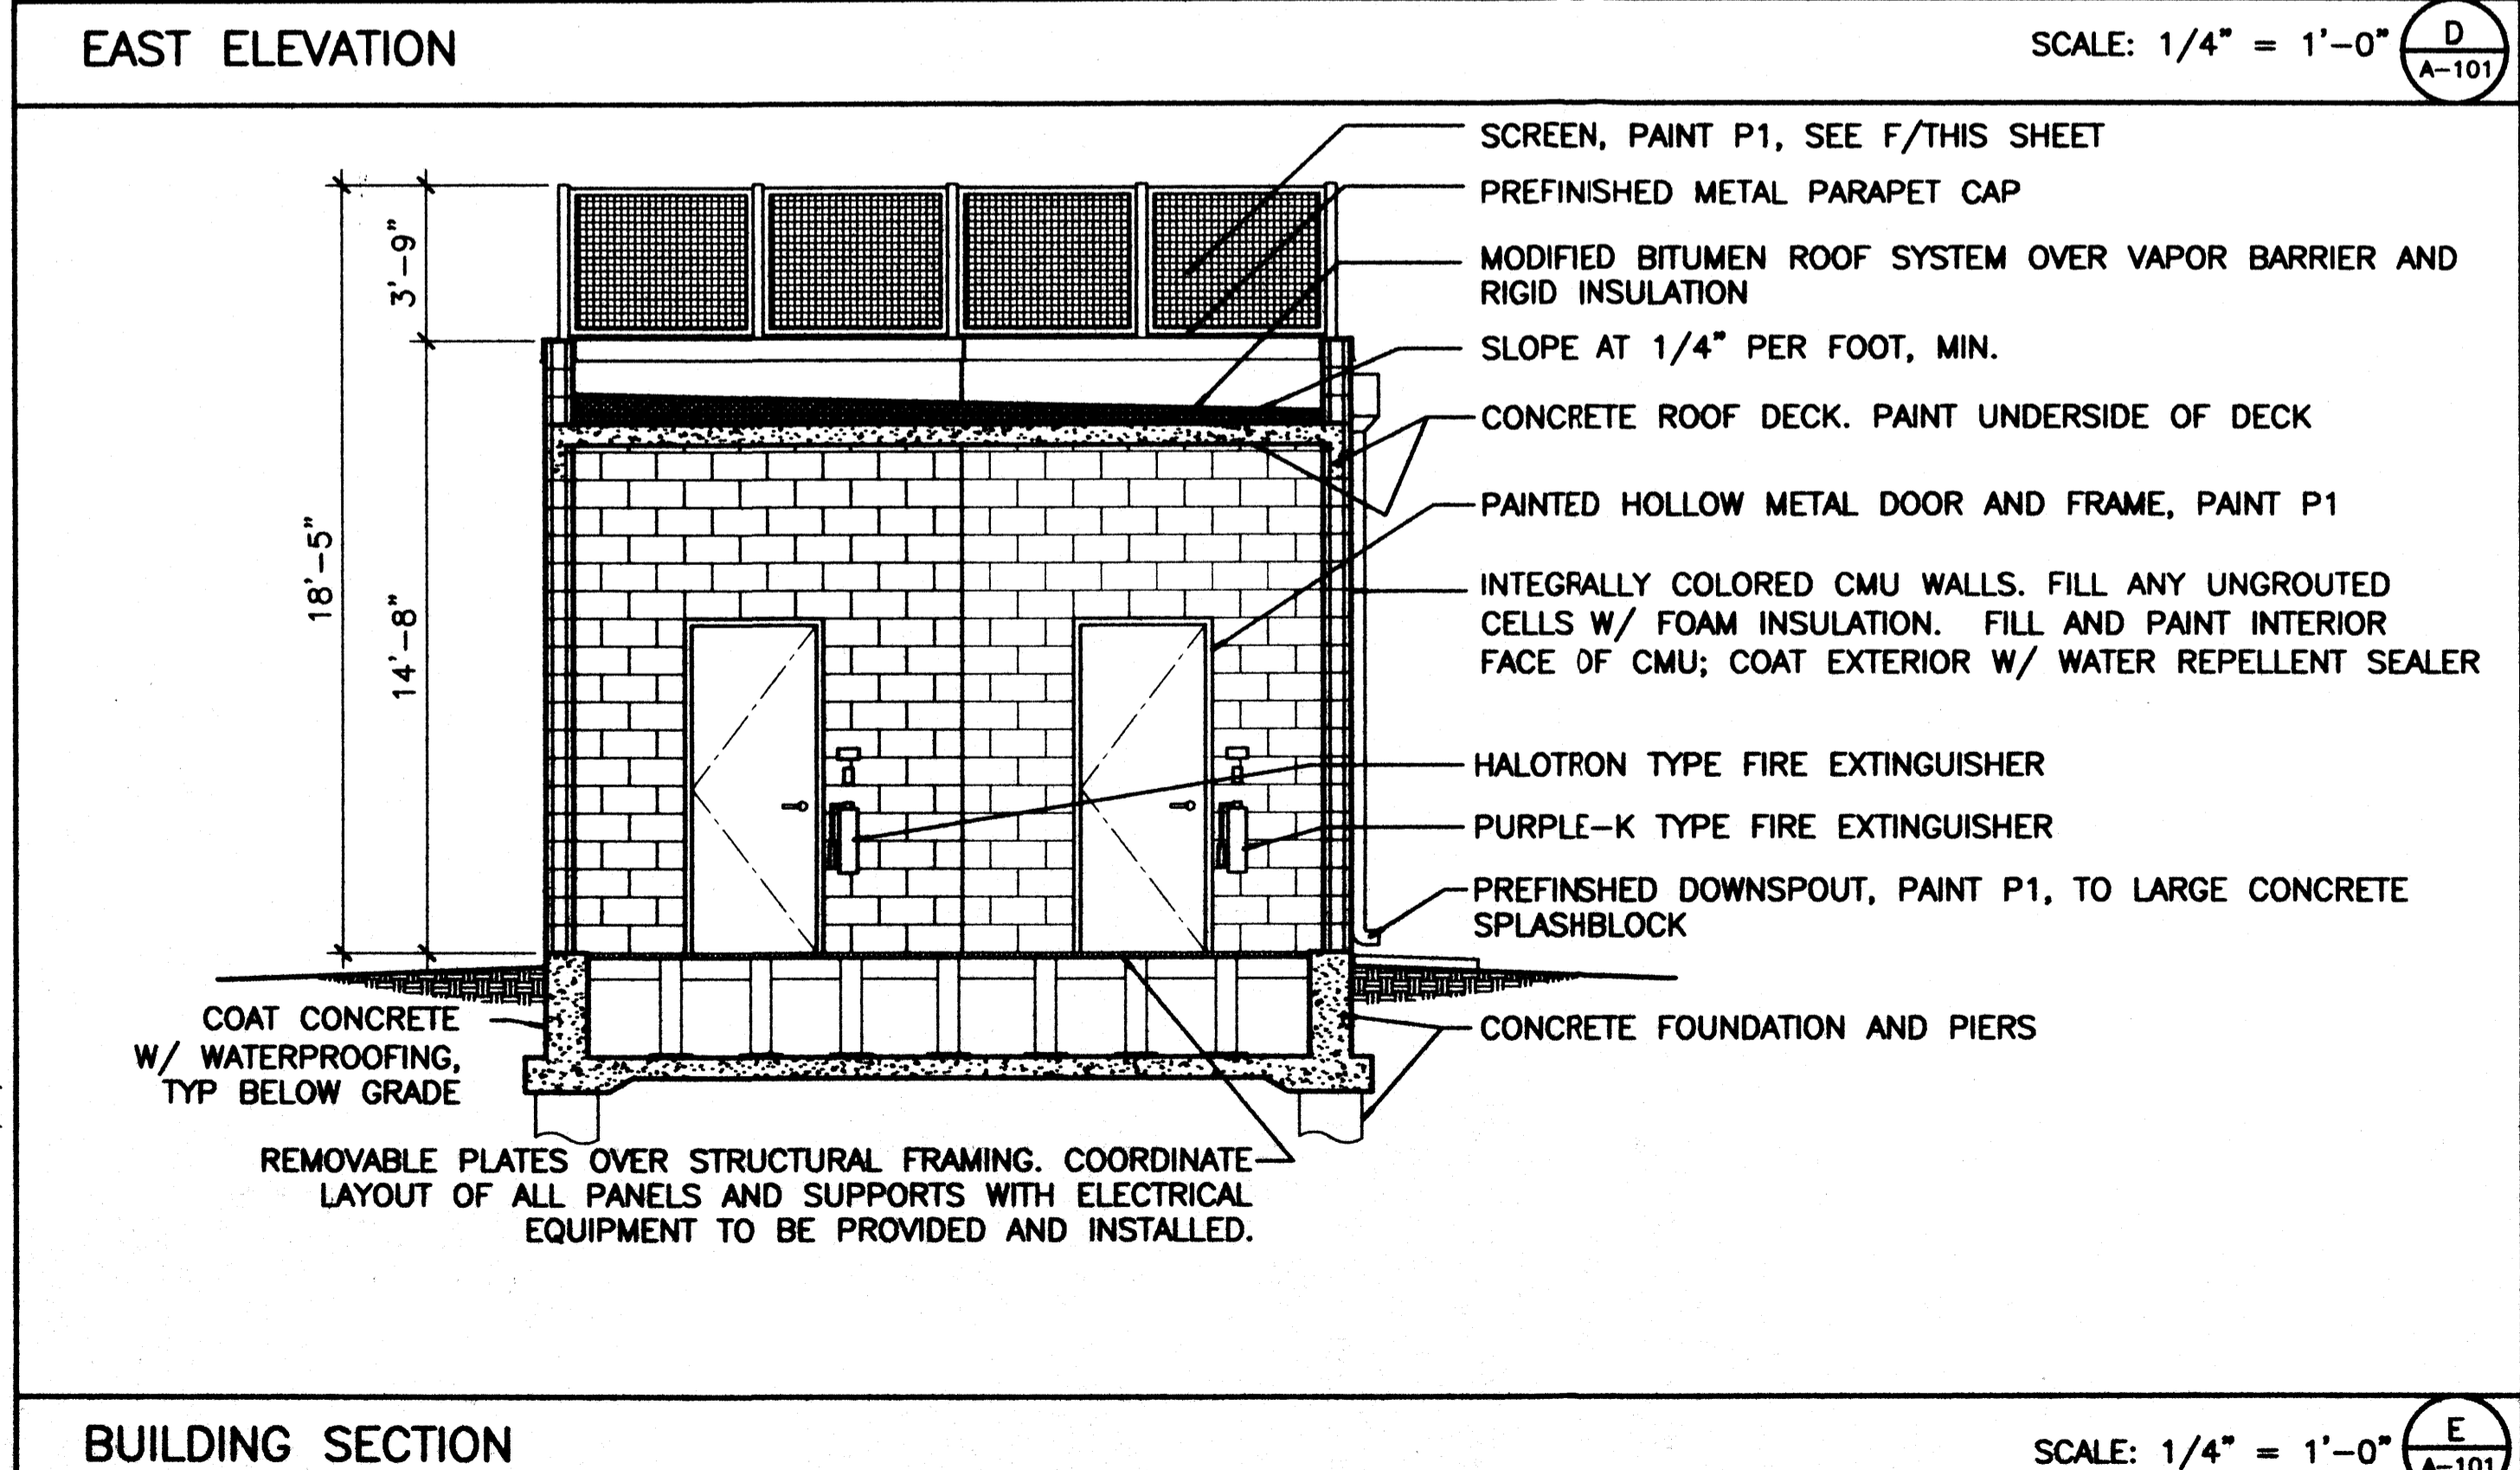 EAST ELEVATION
SCALE: 1/4" = 1'-0"
D
A-101
SCREEN, PAINT P1, SEE F/THIS SHEET
PREFINISHED METAL PARAPET CAP
MODIFIED BITUMEN ROOF SYSTEM OVER VAPOR BARRIER AND
RIGID INSULATION
SLOPE AT 1/4" PER FOOT, MIN.
CONCRETE ROOF DECK. PAINT UNDERSIDE OF DECK
PAINTED HOLLOW METAL DOOR AND FRAME, PAINT P1
INTEGRALLY COLORED CMU WALLS. FILL ANY UNGROUTED
CELLS W/ FOAM INSULATION. FILL AND PAINT INTERIOR
FACE OF CMU; COAT EXTERIOR W/ WATER REPELLENT SEALER
HALOTRON TYPE FIRE EXTINGUISHER
PURPLE-K TYPE FIRE EXTINGUISHER
PREFINSHED DOWNSPOUT, PAINT P1, TO LARGE CONCRETE
SPLASHBLOCK
CONCRETE FOUNDATION AND PIERS
3'-9"
18'-5"
14'-8"
COAT CONCRETE
W/ WATERPROOFING,
TYP BELOW GRADE
REMOVABLE PLATES OVER STRUCTURAL FRAMING. COORDINATE
LAYOUT OF ALL PANELS AND SUPPORTS WITH ELECTRICAL
EQUIPMENT TO BE PROVIDED AND INSTALLED.
BUILDING SECTION
SCALE: 1/4" = 1'-0"
E
A-101